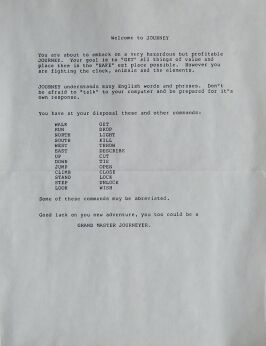 Welcome to JOURNEY
You are about to embark on a very hazardous but profitable
JOURNEY. Your goal is to "GET" all things of value and
place them in the "SAFE" est place possible. However you
are fighting the clock, animals and the elements.
JOURNEY understands many English words and phrases. Don't
be afraid to "talk" to your computer and be prepared for it's
own response.
You have at your disposal these and other commands:
WALK GET
RUN DROP
NORTH LIGHT
SOUTH KILL
WEST THROW
EAST DESCRIBE
UP CUT
DOWN TIE
JUMP OPEN
CLIMB CLOSE
STAND LOCK
STEP UNLOCK
LOOK WISH
Some of these commands may be abreviated.
Good luck on you new adventure, you too could be a
GRAND MASTER JOURNEYER.